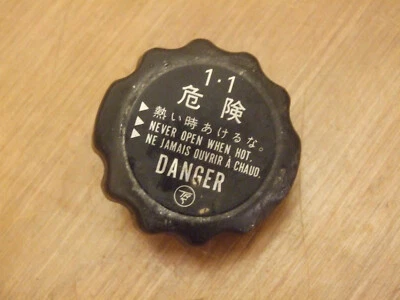 1·1
危険
▶熱い時あけるな。
▶NEVER OPEN WHEN HOT.
▶NE JAMAIS OUVRIR À CHAUD.
DANGER